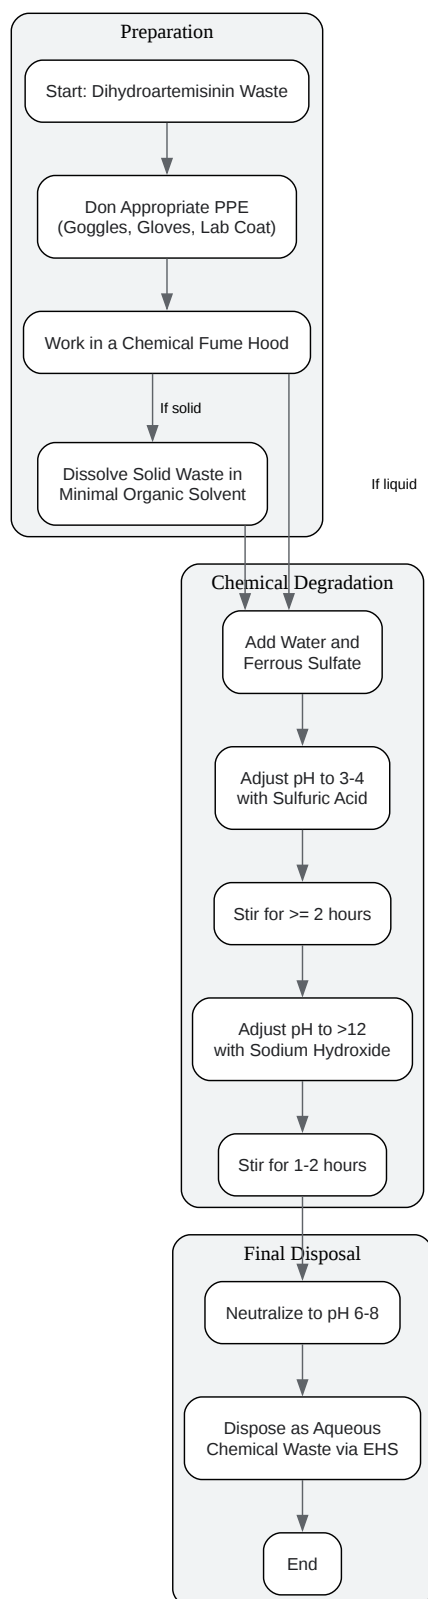 Preparation
Start: Dihydroartemisinin Waste
Don Appropriate PPE
(Goggles, Gloves, Lab Coat)
Work in a Chemical Fume Hood
If solid
Dissolve Solid Waste in
Minimal Organic Solvent
If liquid
Chemical Degradation
Add Water and
Ferrous Sulfate
Adjust pH to 3-4
with Sulfuric Acid
Stir for >= 2 hours
Adjust pH to >12
with Sodium Hydroxide
Stir for 1-2 hours
Final Disposal
Neutralize to pH 6-8
Dispose as Aqueous
Chemical Waste via EHS
End